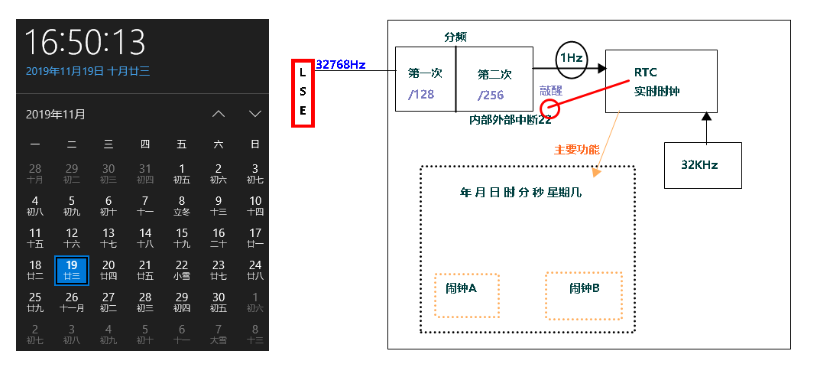 16:50:13
2019年11月19日 十月廿三
2019年11月
一 二 三 四 五 六 日
28 29 30 31 1 2 3
十月 初二 初三 初四 初五 初六 初七
4 5 6 7 8 9 10
初八 初九 初十 十一 立冬 十三 十四
11 12 13 14 15 16 17
十五 十六 十七 十八 十九 二十 廿一
18 19 20 21 22 23 24
廿二 廿三 廿四 廿五 小雪 廿七 廿八
25 26 27 28 29 30 1
廿九 十一月 初二 初三 初四 初五 初六
2 3 4 5 6 7 8
初七 初八 初九 初十 十一 大雪 十三
LSE
32768Hz
分频
第一次
/128
第二次
/256
1Hz
敲醒
内部外部中断22
RTC
实时时钟
32KHz
主要功能
年 月 日 时 分 秒 星期几
闹钟A
闹钟B